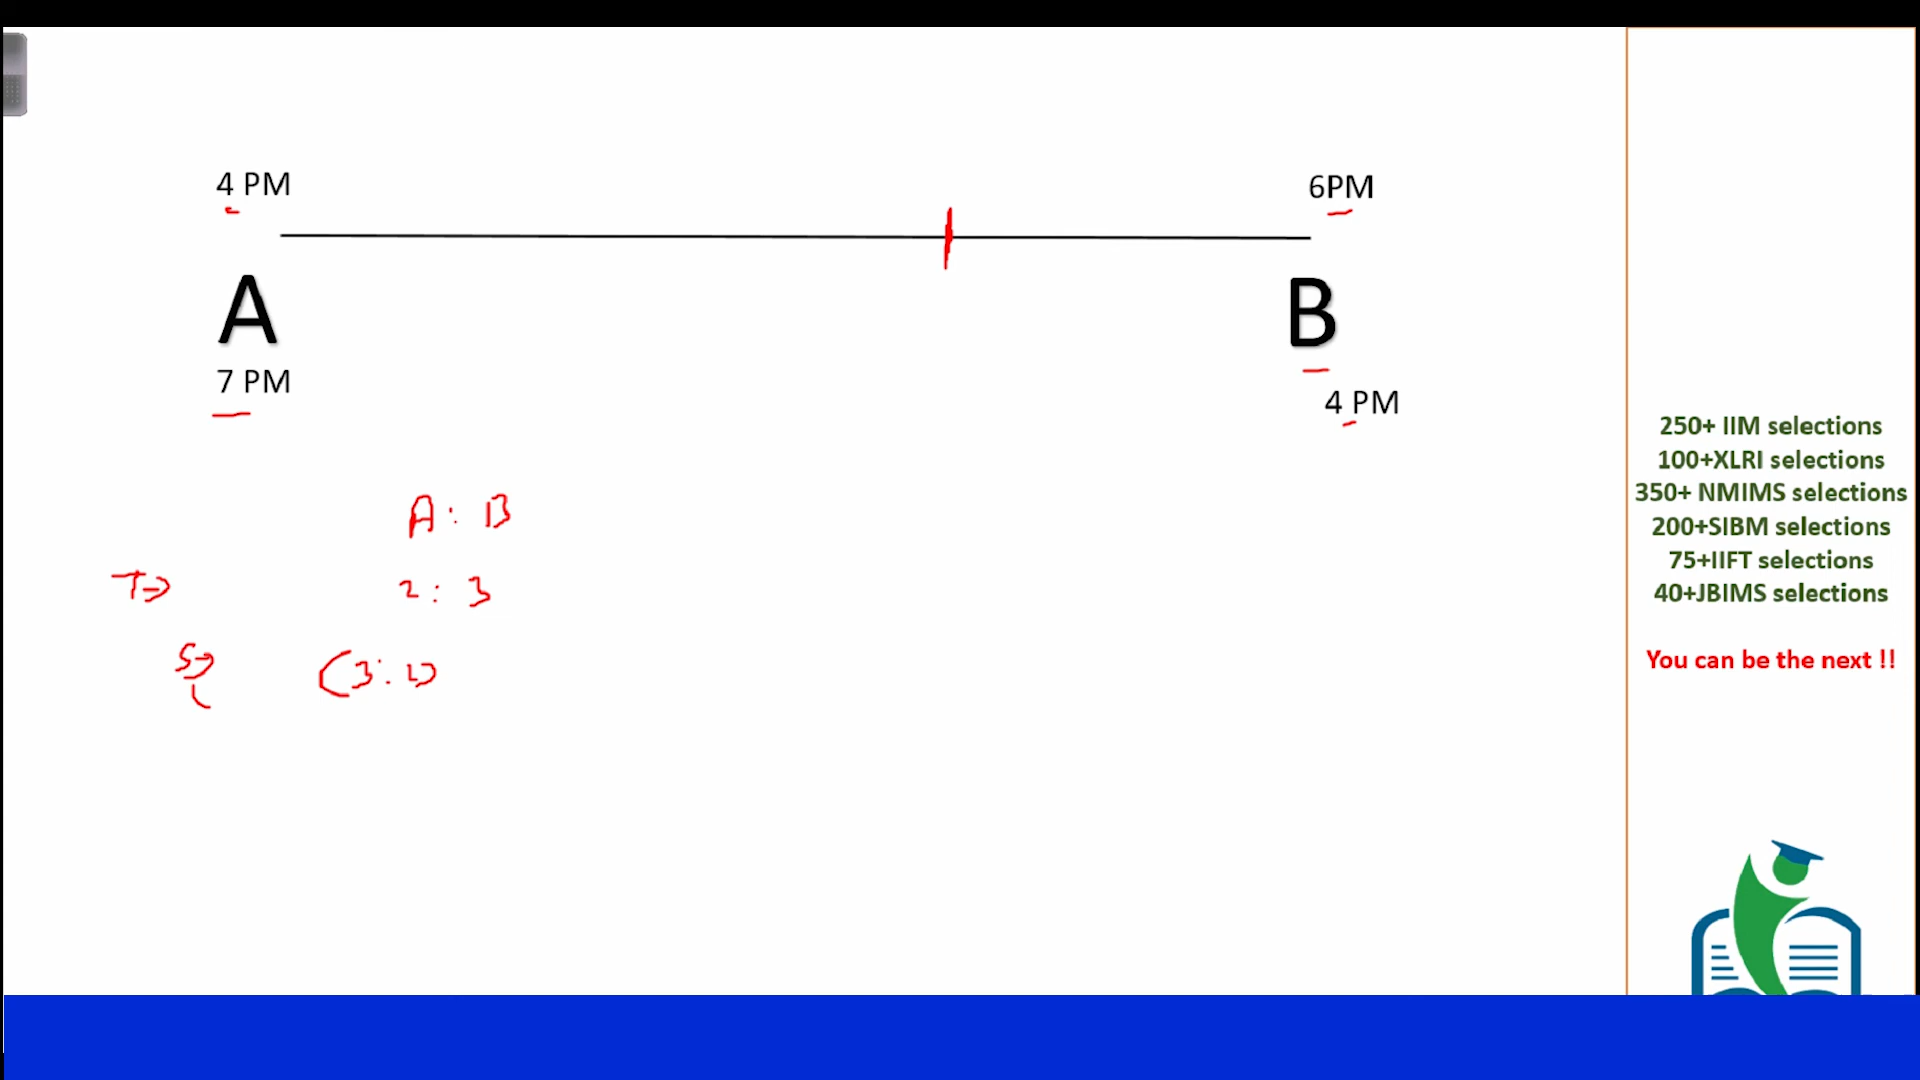 4 PM
6PM
A
B
7 PM
4 PM
A : B
T⇒ 2 : 3
S⇒ (3 : 2)
250+ IIM selections
100+XLRI selections
350+ NMIMS selections
200+SIBM selections
75+IIFT selections
40+JBIMS selections
You can be the next !!